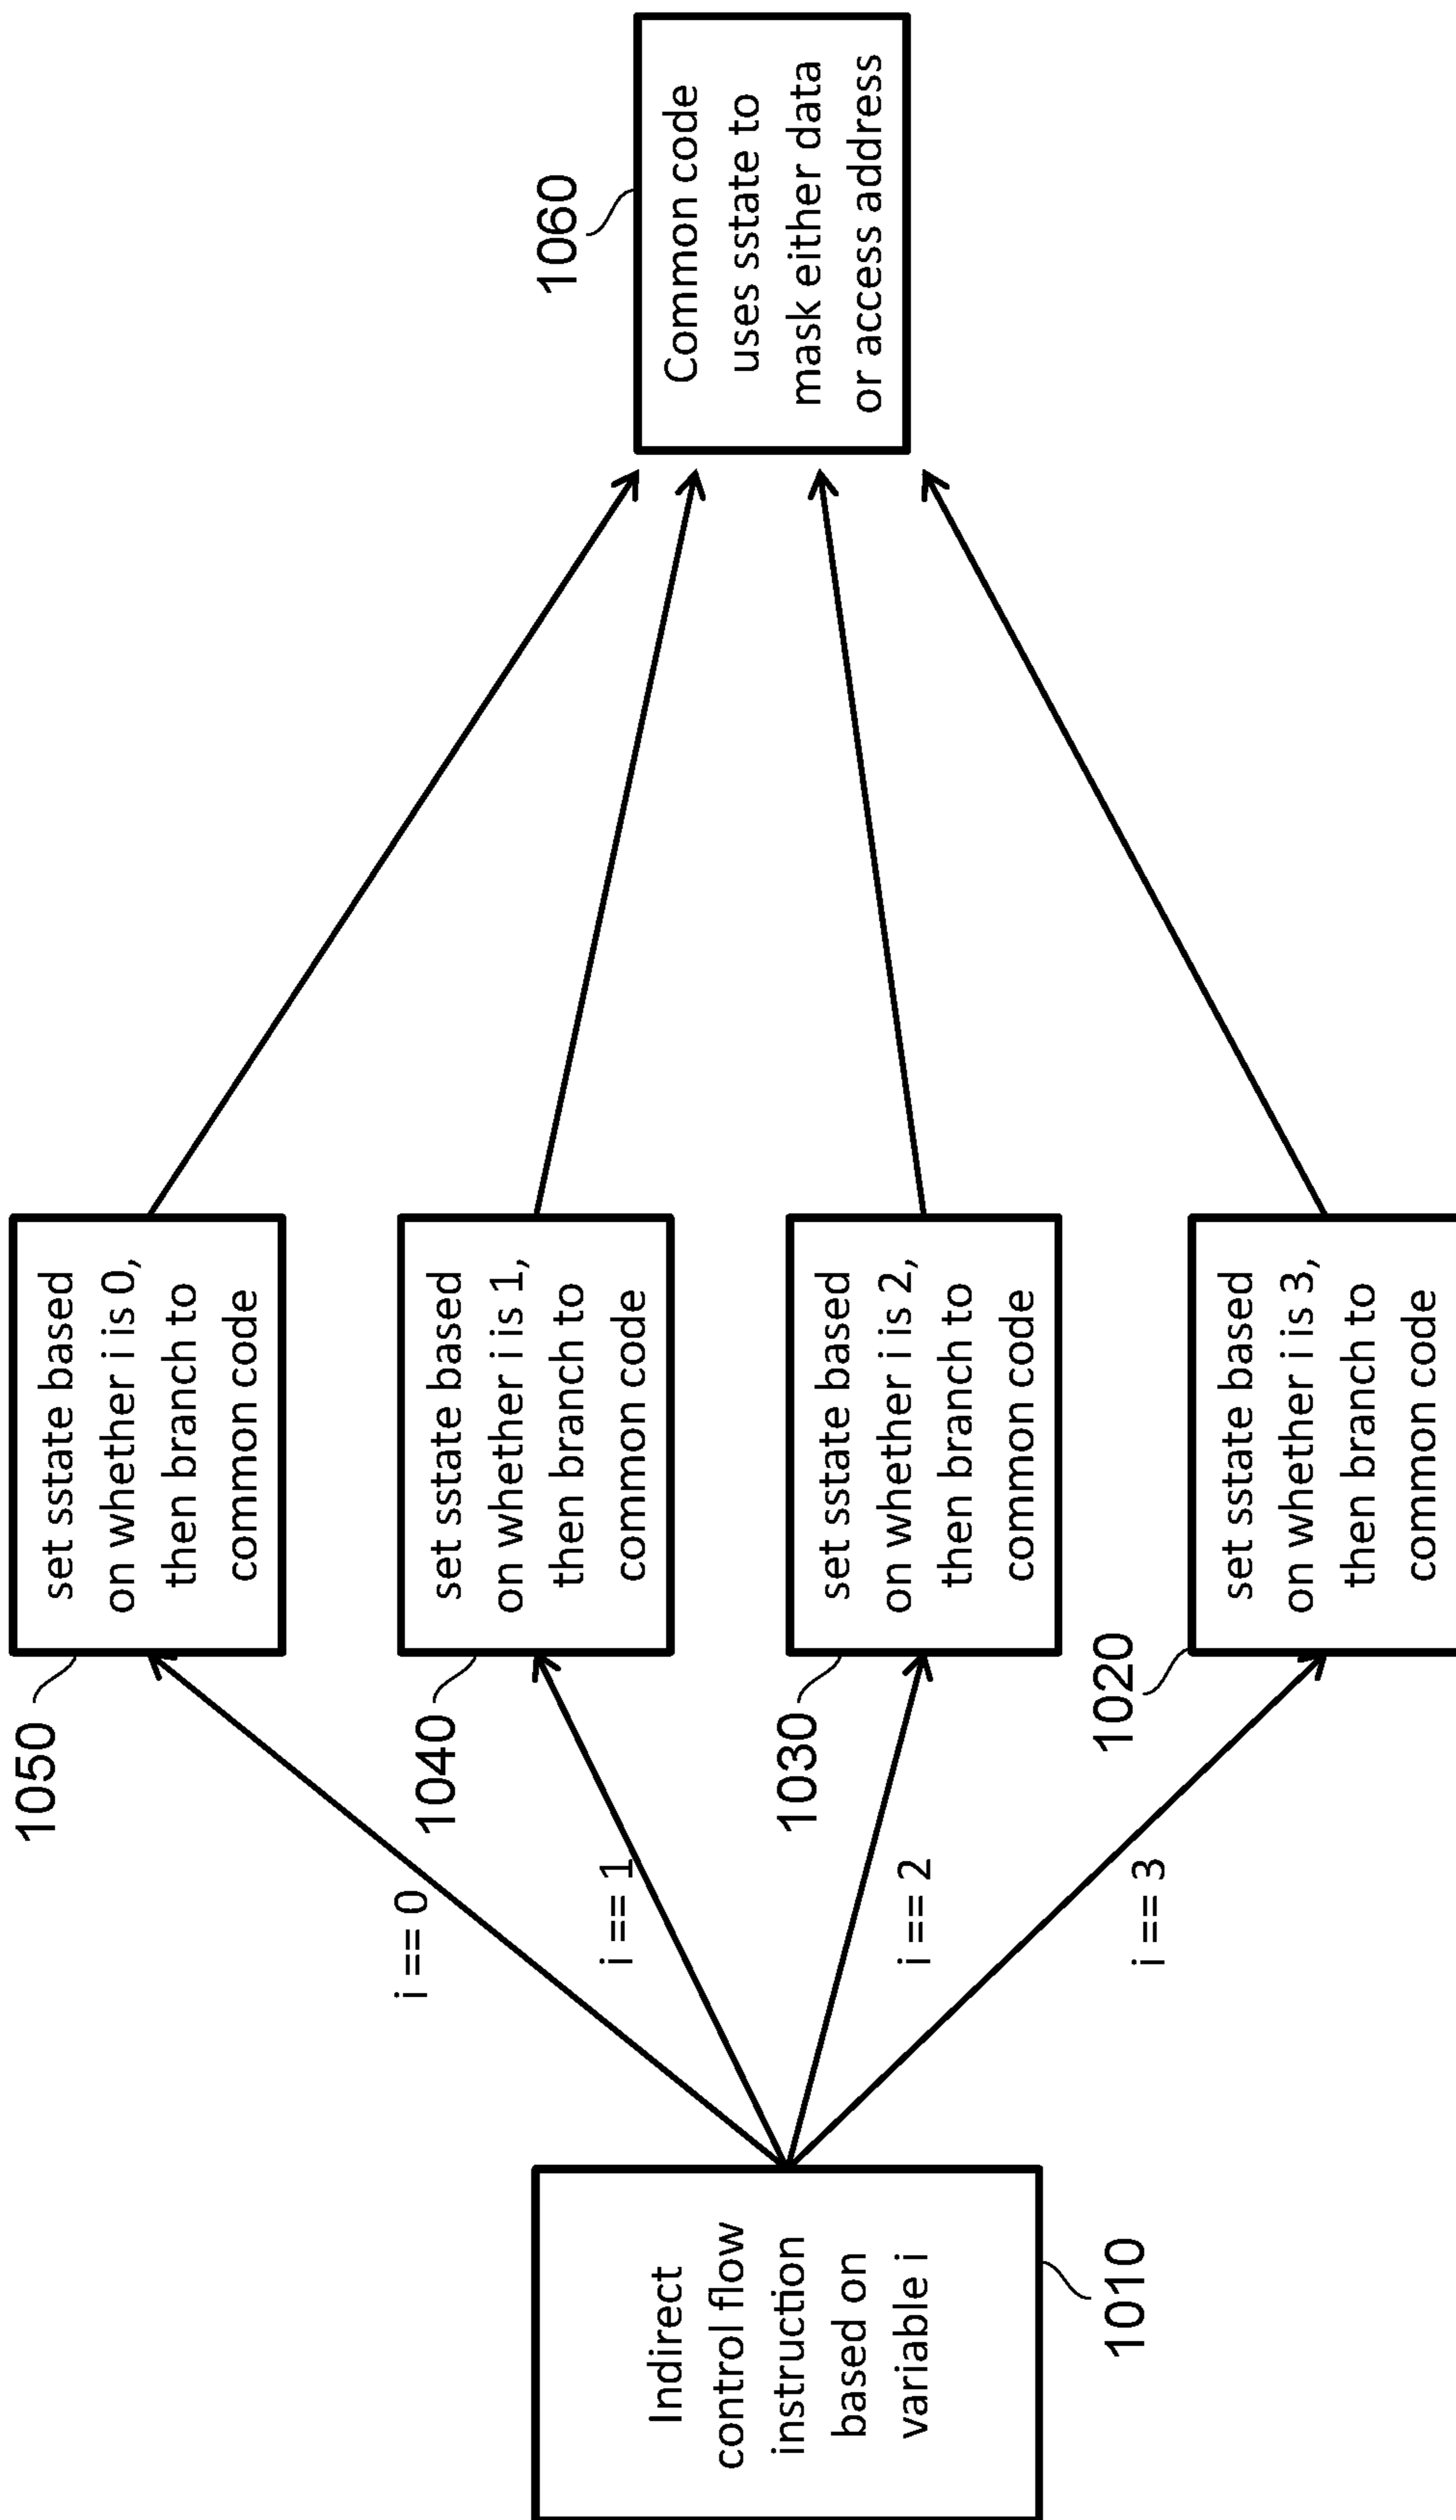 1050
set sstate based
on whether i is 0,
then branch to
common code
1040
set sstate based
on whether i is 1,
then branch to
common code
1030
set sstate based
on whether i is 2,
then branch to
common code
1020
set sstate based
on whether i is 3,
then branch to
common code
i == 0
i == 1
i == 2
i == 3
Indirect
control flow
instruction
based on
variable i
1010
1060
Common code
uses sstate to
mask either data
or access address